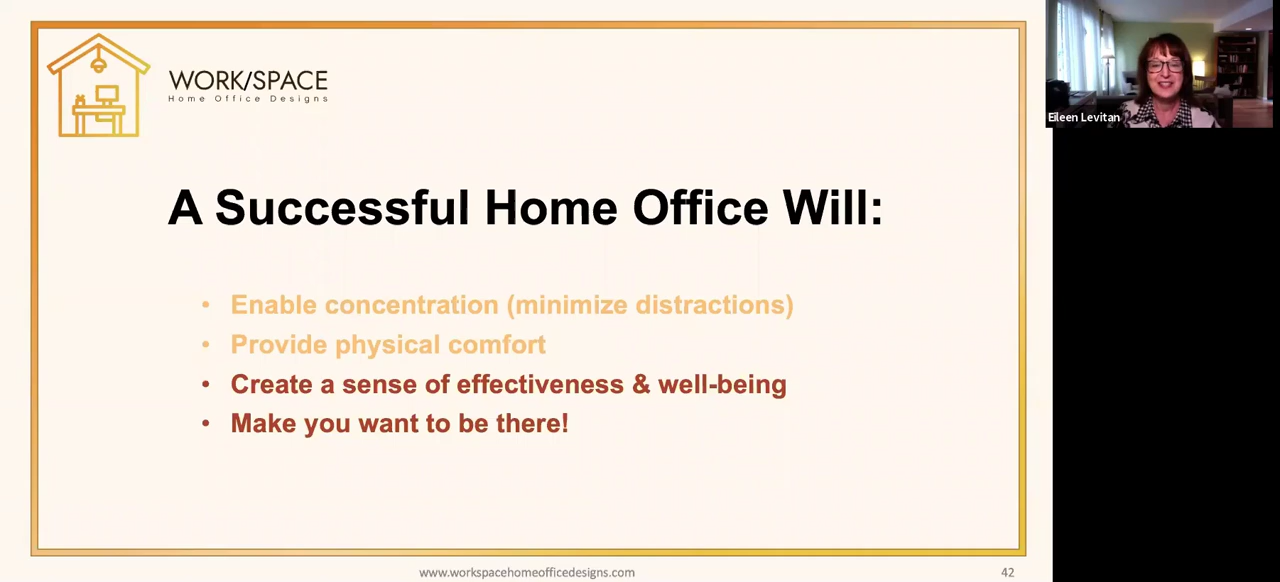 WORK/SPACE
Home Office Designs
Eileen Levitan
A Successful Home Office Will:
• Enable concentration (minimize distractions)
• Provide physical comfort
• Create a sense of effectiveness & well-being
• Make you want to be there!
www.workspacehomeofficedesigns.com
42